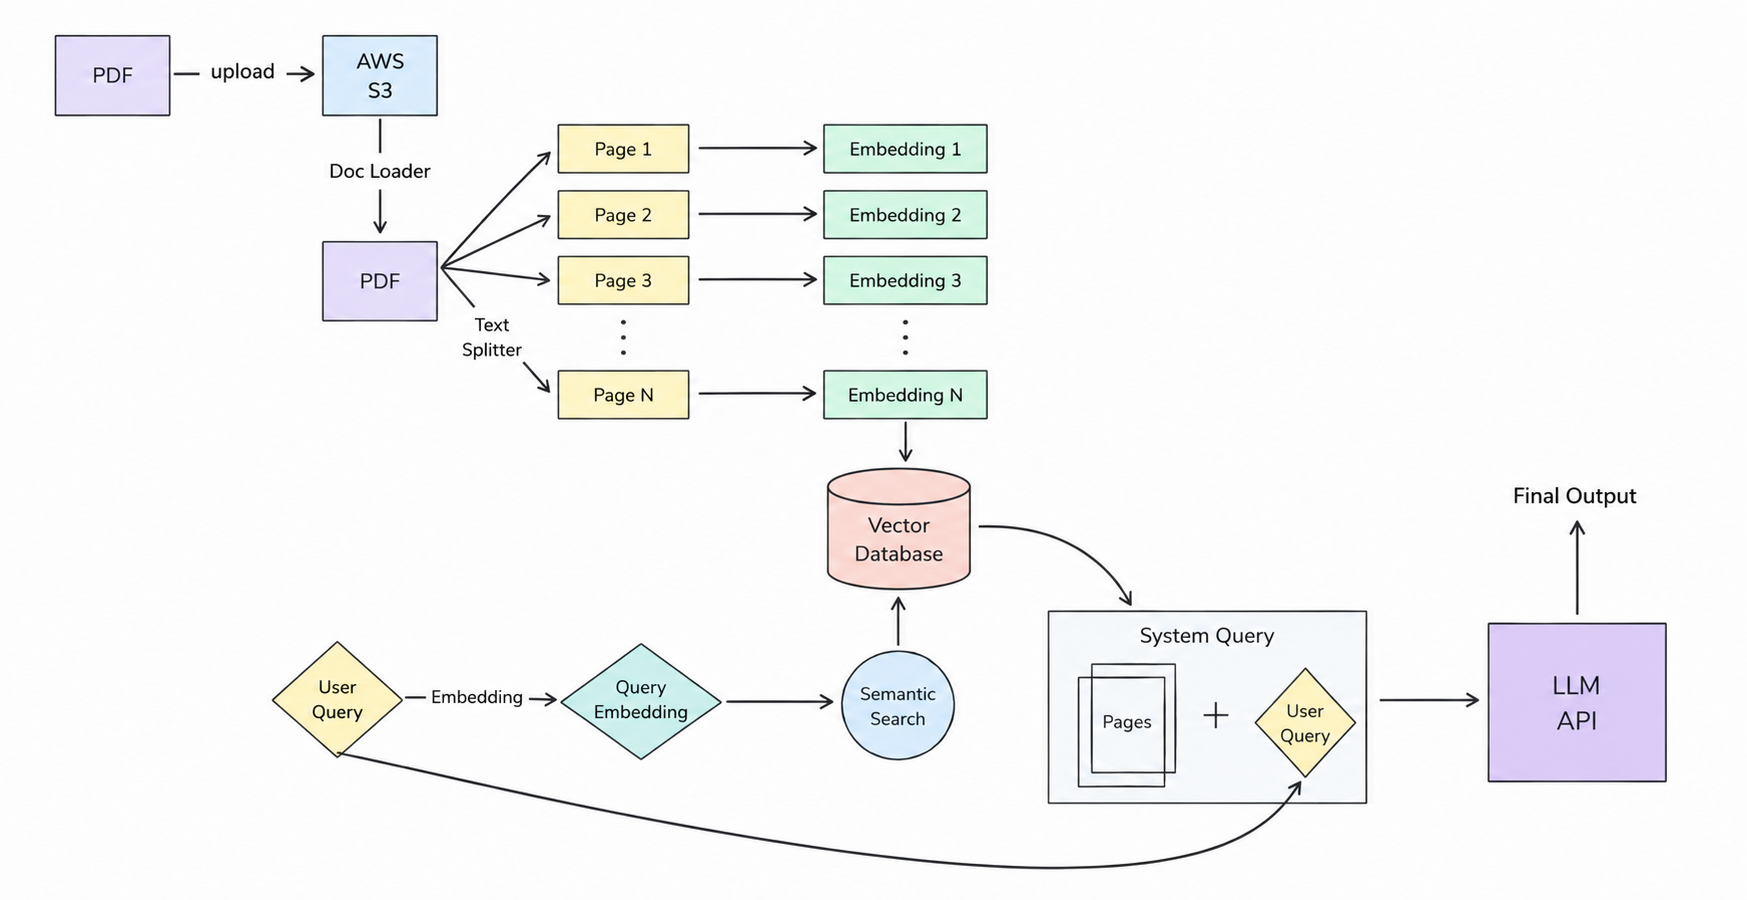 PDF
upload
AWS
S3
Doc Loader
PDF
Text
Splitter
Page 1
Page 2
Page 3
Page N
Embedding 1
Embedding 2
Embedding 3
Embedding N
Vector
Database
User
Query
Embedding
Query
Embedding
Semantic
Search
System Query
Pages
+
User
Query
LLM
API
Final Output